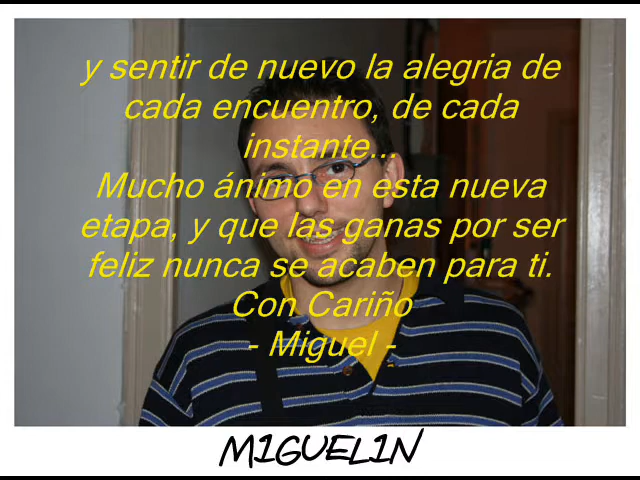 y sentir de nuevo la alegria de
cada encuentro, de cada
instante...
Mucho ánimo en esta nueva
etapa, y que las ganas por ser
feliz nunca se acaben para ti.
Con Cariño
- Miguel -
MIGUELIN